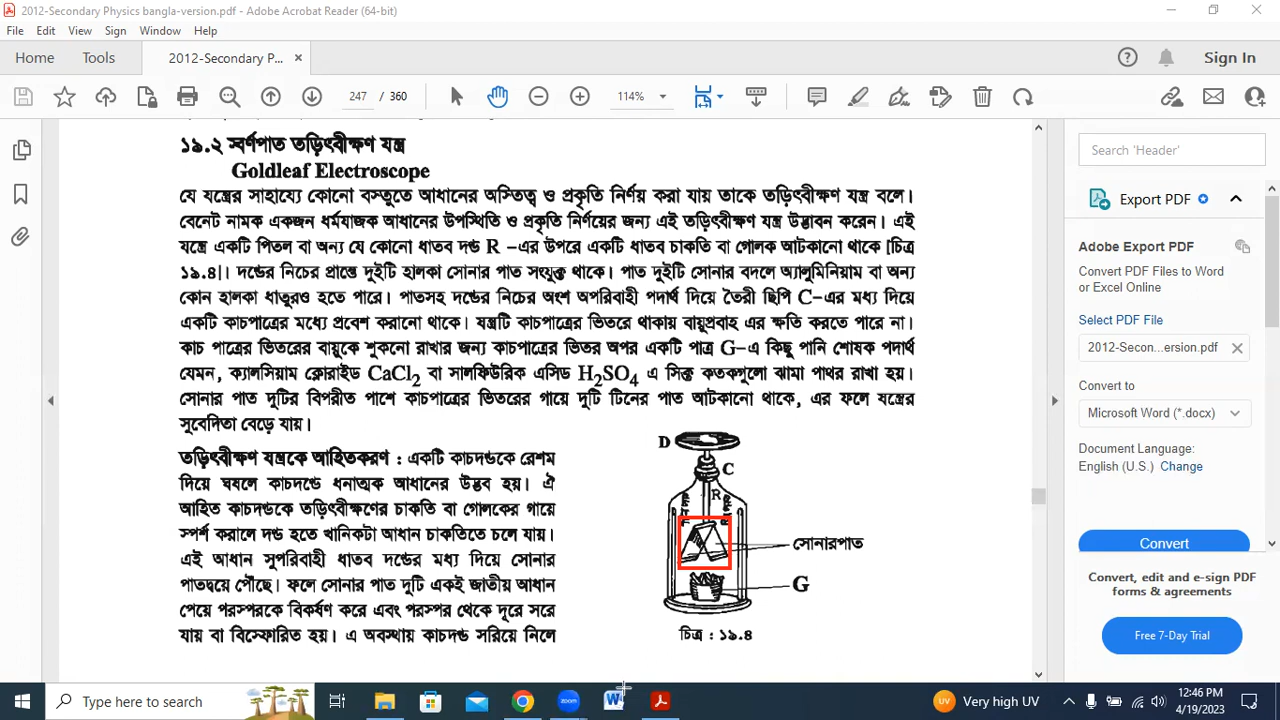 2012-Secondary Physics bangla-version.pdf - Adobe Acrobat Reader (64-bit)
File Edit View Sign Window Help
Home Tools 2012-Secondary P... × Sign In
247 / 360 114%
১৯.২ স্বর্ণপাত তড়িৎবীক্ষণ যন্ত্র
Goldleaf Electroscope
যে যন্ত্রের সাহায্যে কোনো বস্তুতে আধানের অস্তিত্ব ও প্রকৃতি নির্ণয় করা যায় তাকে তড়িৎবীক্ষণ যন্ত্র বলে।
বেনেট নামক একজন ধর্মযাজক আধানের উপস্থিতি ও প্রকৃতি নির্ণয়ের জন্য এই তড়িৎবীক্ষণ যন্ত্র উদ্ভাবন করেন। এই
যন্ত্রে একটি পিতল বা অন্য যে কোনো ধাতব দন্ড R –এর উপরে একটি ধাতব চাকতি বা গোলক আটকানো থাকে [চিত্র
১৯.৪]। দন্ডের নিচের প্রান্তে দুইটি হালকা সোনার পাত সংযুক্ত থাকে। পাত দুইটি সোনার বদলে অ্যালুমিনিয়াম বা অন্য
কোন হালকা ধাতুরও হতে পারে। পাতসহ দন্ডের নিচের অংশ অপরিবাহী পদার্থ দিয়ে তৈরী ছিপি C–এর মধ্য দিয়ে
একটি কাচপাত্রের মধ্যে প্রবেশ করানো থাকে। যন্ত্রটি কাচপাত্রের ভিতরে থাকায় বায়ুপ্রবাহ এর ক্ষতি করতে পারে না।
কাচ পাত্রের ভিতরের বায়ুকে শুকনো রাখার জন্য কাচপাত্রের ভিতর অপর একটি পাত্র G–এ কিছু পানি শোষক পদার্থ
যেমন, ক্যালসিয়াম ক্লোরাইড CaCl2 বা সালফিউরিক এসিড H2SO4 এ সিক্ত কতকগুলো ঝামা পাথর রাখা হয়।
সোনার পাত দুটির বিপরীত পাশে কাচপাত্রের ভিতরের গায়ে দুটি টিনের পাত আটকানো থাকে, এর ফলে যন্ত্রের
সুবেদিতা বেড়ে যায়।
তড়িৎবীক্ষণ যন্ত্রকে আহিতকরণ : একটি কাচদন্ডকে রেশম
দিয়ে ঘষলে কাচদন্ডে ধনাত্মক আধানের উদ্ভব হয়। ঐ
আহিত কাচদন্ডকে তড়িৎবীক্ষণের চাকতি বা গোলকের গায়ে
স্পর্শ করালে দন্ড হতে খানিকটা আধান চাকতিতে চলে যায়।
এই আধান সুপরিবাহী ধাতব দন্ডের মধ্য দিয়ে সোনার
পাতদ্বয়ে পৌঁছে। ফলে সোনার পাত দুটি একই জাতীয় আধান
পেয়ে পরস্পরকে বিকর্ষণ করে এবং পরস্পর থেকে দূরে সরে
যায় বা বিস্ফোরিত হয়। এ অবস্থায় কাচদন্ড সরিয়ে নিলে
D
C
R
সোনারপাত
G
চিত্র : ১৯.৪
Search 'Header'
Export PDF
Adobe Export PDF
Convert PDF Files to Word
or Excel Online
Select PDF File
2012-Secon...ersion.pdf ×
Convert to
Microsoft Word (*.docx)
Document Language:
English (U.S.) Change
Convert
Convert, edit and e-sign PDF
forms & agreements
Free 7-Day Trial
Type here to search
zoom
UV Very high UV
12:46 PM
4/19/2023